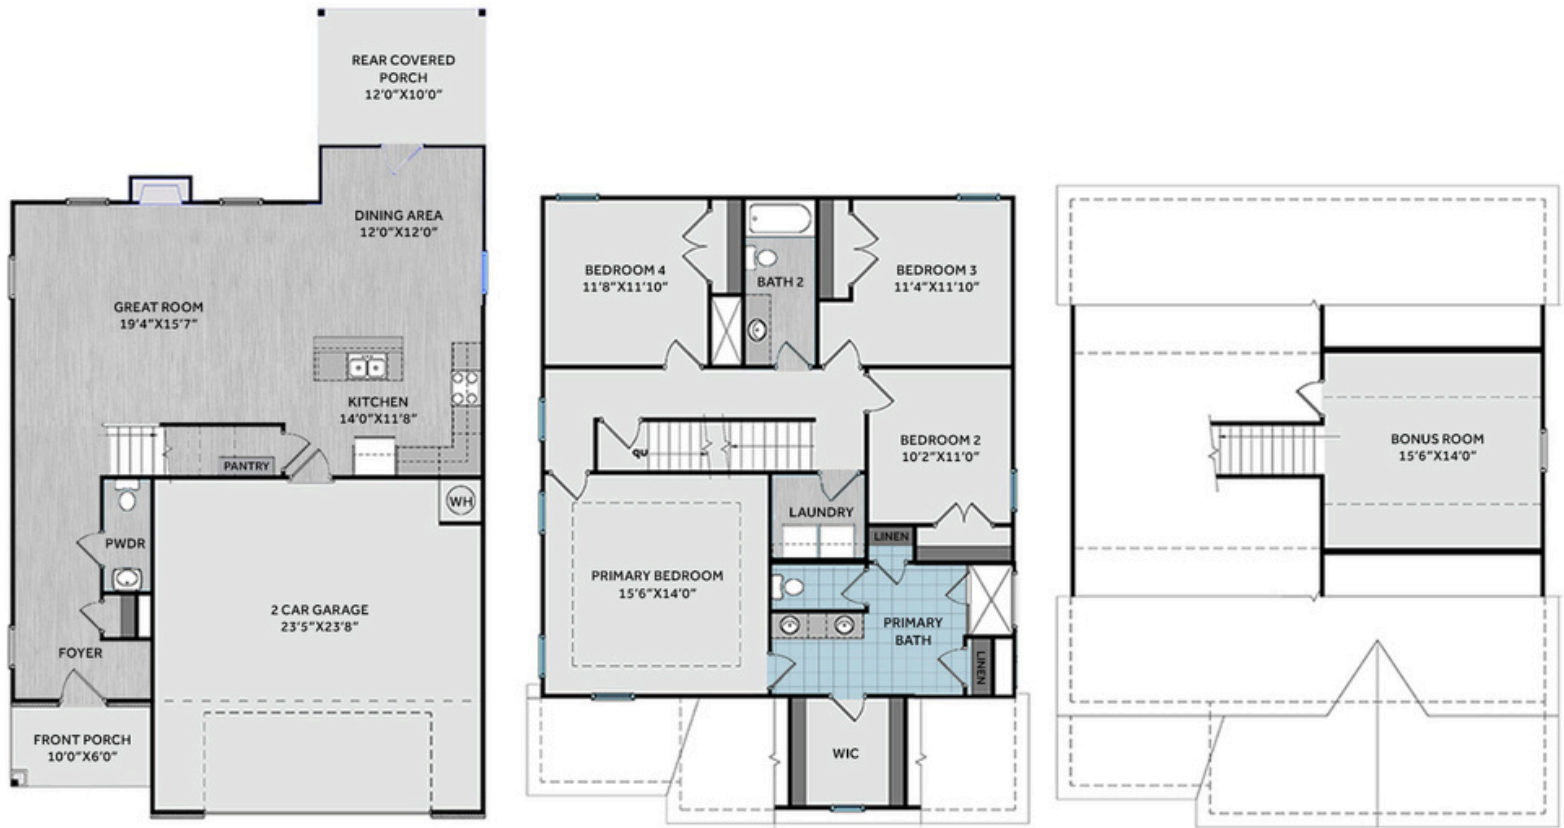 REAR COVERED
PORCH
12'0"X10'0"
DINING AREA
12'0"X12'0"
GREAT ROOM
19'4"X15'7"
KITCHEN
14'0"X11'8"
PANTRY
WH
PWDR
2 CAR GARAGE
23'5"X23'8"
FOYER
FRONT PORCH
10'0"X6'0"
BEDROOM 4
11'8"X11'10"
BATH 2
BEDROOM 3
11'4"X11'10"
BEDROOM 2
10'2"X11'0"
LAUNDRY
LINEN
PRIMARY BEDROOM
15'6"X14'0"
PRIMARY
BATH
LINEN
WIC
BONUS ROOM
15'6"X14'0"